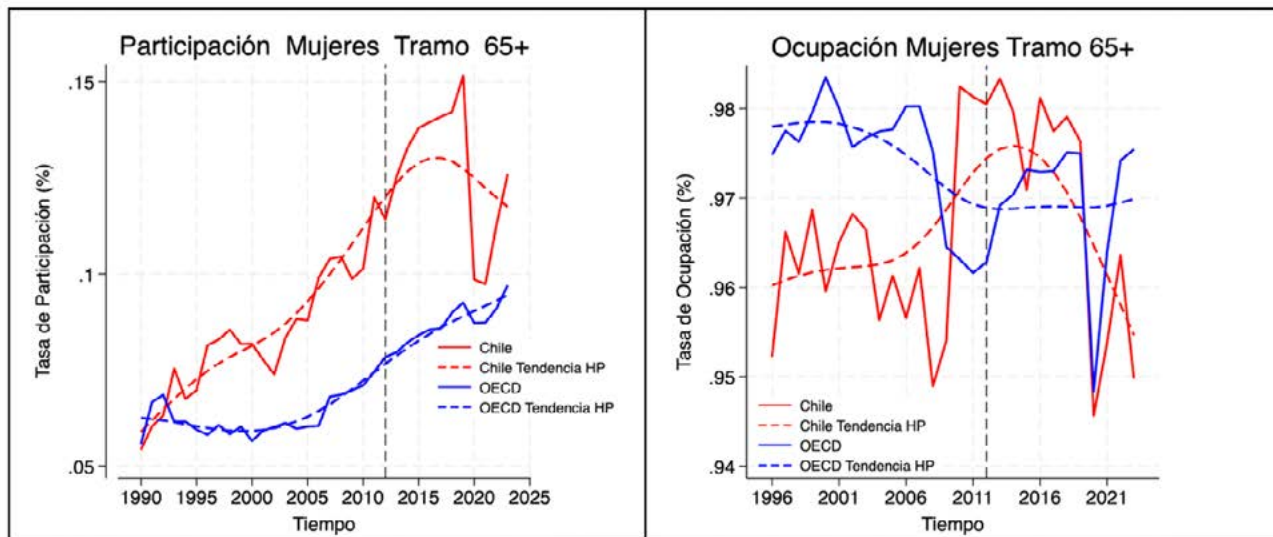 Participación Mujeres Tramo 65+
Tasa de Participación (%)
.15
.1
.05
Chile
Chile Tendencia HP
OECD
OECD Tendencia HP
1990 1995 2000 2005 2010 2015 2020 2025
Tiempo
Ocupación Mujeres Tramo 65+
Tasa de Ocupación (%)
.98
.97
.96
.95
.94
Chile
Chile Tendencia HP
OECD
OECD Tendencia HP
1996 2001 2006 2011 2016 2021
Tiempo